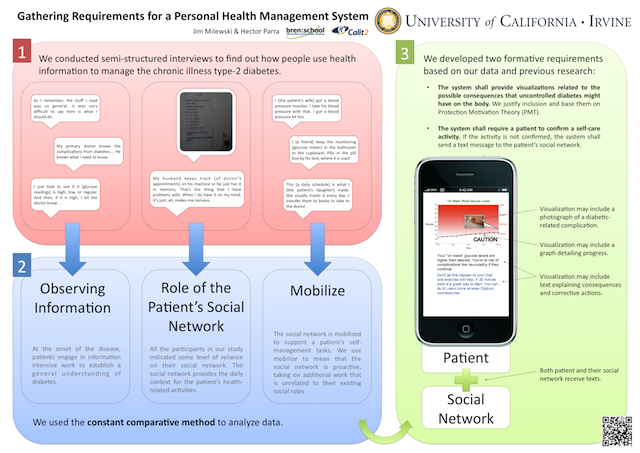 Gathering Requirements for a Personal Health Management System
Jim Milewski & Hector Parra
bren:school
Calit2
UNIVERSITY of CALIFORNIA · IRVINE
1
We conducted semi-structured interviews to find out how people use health
information to manage the chronic illness type-2 diabetes.
As I remember, the stuff I read
was so general. It was very
difficult to say here is what I
should do.
My primary doctor knows the
complications from diabetes... He
knows what I need to know.
I just look to see if it [glucose
readings] is high, low, or regular.
And then, if it is high, I let the
doctor know.
My husband keeps track [of doctor's
appointments] on his machine or he just has it
in memory. That's the thing that I have
problems with. When I do have it on my mind,
it's just, ah, makes me nervous.
I [the patient's wife] got a blood
pressure monitor. I take his blood
pressure with that. I got a blood
pressure kit too.
I [a friend] keep the monitoring
[glucose meter] in the bathroom
in the cupboard. Pills in the pill
box by his bed, where it is used.
This [a daily schedule] is what I
[the patient's daughter] made.
She usually marks it every day. I
transfer them to books to take to
the doctor.
2
Observing
Information
At the onset of the disease,
patients engage in information
intensive work to establish a
general understanding of
diabetes.
Role of the
Patient's Social
Network
All the participants in our study
indicated some level of reliance
on their social network. The
social network provides the daily
context for the patient's health-
related activities.
Mobilize
The social network is mobilized
to support a patient's self-
management tasks. We use
mobilize to mean that the
social network is proactive,
taking on additional work that
is unrelated to their existing
social roles .
We used the constant comparative method to analyze data.
3
We developed two formative requirements
based on our data and previous research:
• The system shall provide visualizations related to the
possible consequences that uncontrolled diabetes might
have on the body. We justify inclusion and base them on
Protection Motivation Theory (PMT).
• The system shall require a patient to confirm a self-care
activity. If the activity is not confirmed, the system shall
send a text message to the patient's social network.
9:42 AM
"On Wake" Blood Glucose Levels
CAUTION
Your "on wake" glucose levels are
higher than desired. You're at risk of
complications like neuropathy if they
continue.
Don't let this happen to you! Diet
and exercise will help. A 30 minute
walk is a great way to start. You can
do it!
Visualization may include a
photograph of a diabetic-
related complication.
Visualization may include a
graph detailing progress.
Visualization may include
text explaining consequences
and corrective actions.
Patient
Both patient and their social
network receive texts.
Social
Network